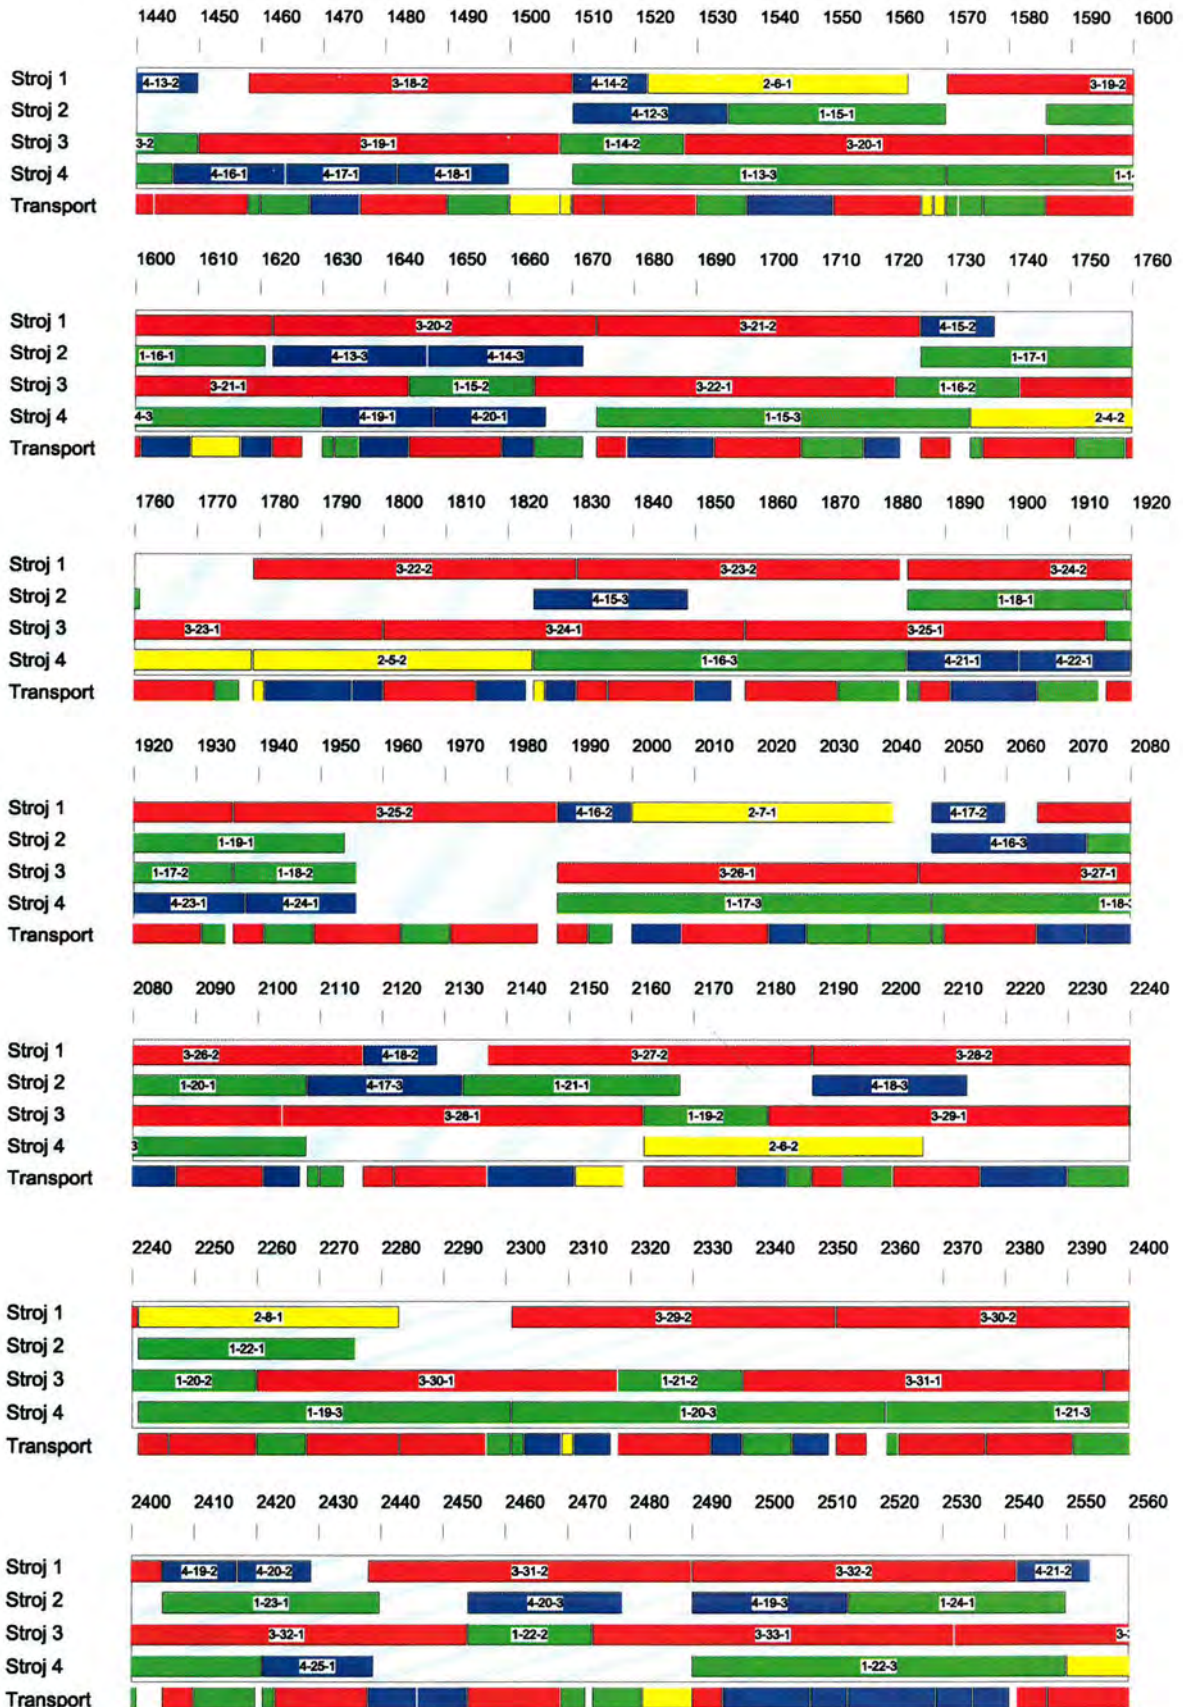 1440 1450 1460 1470 1480 1490 1500 1510 1520 1530 1540 1550 1560 1570 1580 1590 1600
Stroj 1 4-13-2 3-18-2 4-14-2 2-6-1 3-19-2
Stroj 2 4-12-3 1-15-1
Stroj 3 3-2 3-19-1 1-14-2 3-20-1
Stroj 4 4-16-1 4-17-1 4-18-1 1-13-3 1-1
Transport
1600 1610 1620 1630 1640 1650 1660 1670 1680 1690 1700 1710 1720 1730 1740 1750 1760
Stroj 1 3-20-2 3-21-2 4-15-2
Stroj 2 1-16-1 4-13-3 4-14-3 1-17-1
Stroj 3 3-21-1 1-15-2 3-22-1 1-16-2
Stroj 4 4-3 4-19-1 4-20-1 1-15-3 2-4-2
Transport
1760 1770 1780 1790 1800 1810 1820 1830 1840 1850 1860 1870 1880 1890 1900 1910 1920
Stroj 1 3-22-2 3-23-2 3-24-2
Stroj 2 4-15-3 1-18-1
Stroj 3 3-23-1 3-24-1 3-25-1
Stroj 4 2-5-2 1-16-3 4-21-1 4-22-1
Transport
1920 1930 1940 1950 1960 1970 1980 1990 2000 2010 2020 2030 2040 2050 2060 2070 2080
Stroj 1 3-25-2 4-16-2 2-7-1 4-17-2
Stroj 2 1-19-1 4-16-3
Stroj 3 1-17-2 1-18-2 3-26-1 3-27-1
Stroj 4 4-23-1 4-24-1 1-17-3 1-18-
Transport
2080 2090 2100 2110 2120 2130 2140 2150 2160 2170 2180 2190 2200 2210 2220 2230 2240
Stroj 1 3-26-2 4-18-2 3-27-2 3-28-2
Stroj 2 1-20-1 4-17-3 1-21-1 4-18-3
Stroj 3 3-28-1 1-19-2 3-29-1
Stroj 4 3 2-6-2
Transport
2240 2250 2260 2270 2280 2290 2300 2310 2320 2330 2340 2350 2360 2370 2380 2390 2400
Stroj 1 2-8-1 3-29-2 3-30-2
Stroj 2 1-22-1
Stroj 3 1-20-2 3-30-1 1-21-2 3-31-1
Stroj 4 1-19-3 1-20-3 1-21-3
Transport
2400 2410 2420 2430 2440 2450 2460 2470 2480 2490 2500 2510 2520 2530 2540 2550 2560
Stroj 1 4-19-2 4-20-2 3-31-2 3-32-2 4-21-2
Stroj 2 1-23-1 4-20-3 4-19-3 1-24-1
Stroj 3 3-32-1 1-22-2 3-33-1 3-
Stroj 4 4-25-1 1-22-3
Transport